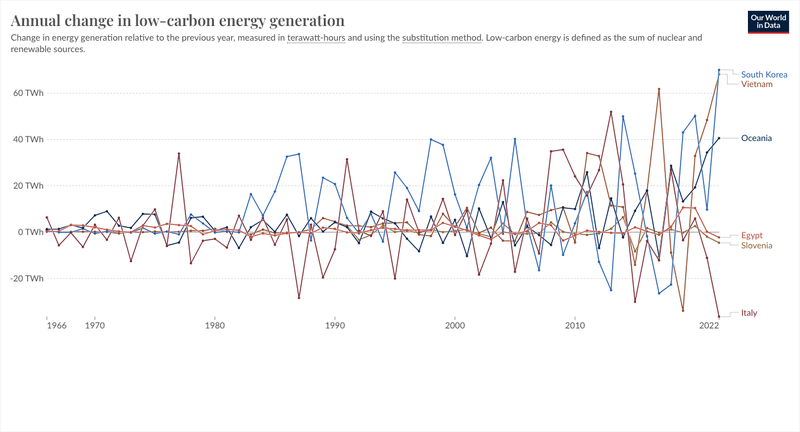 Annual change in low-carbon energy generation
Our World
in Data
Change in energy generation relative to the previous year, measured in terawatt-hours and using the substitution method. Low-carbon energy is defined as the sum of nuclear and
renewable sources.
60 TWh
40 TWh
20 TWh
0 TWh
-20 TWh
South Korea
Vietnam
Oceania
Egypt
Slovenia
Italy
1966
1970
1980
1990
2000
2010
2022